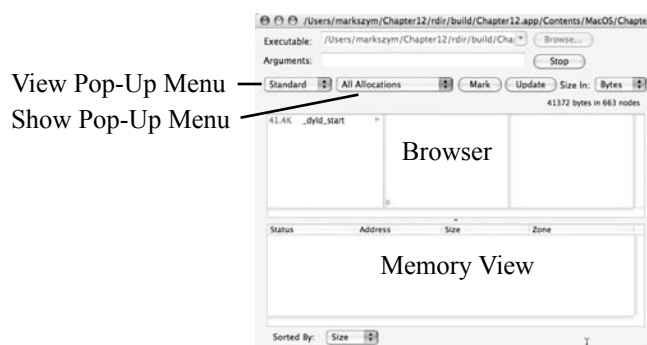 /Users/markszym/Chapter12/rdir/build/Chapter12.app/Contents/MacOS/Chapte
Executable: /Users/markszym/Chapter12/rdir/build/Cha Browse...
Arguments: Stop
View Pop-Up Menu
Standard All Allocations Mark Update Size In: Bytes
Show Pop-Up Menu
41372 bytes in 663 nodes
41.4K _dyld_start
Browser
Status Address Size Zone
Memory View
Sorted By: Size